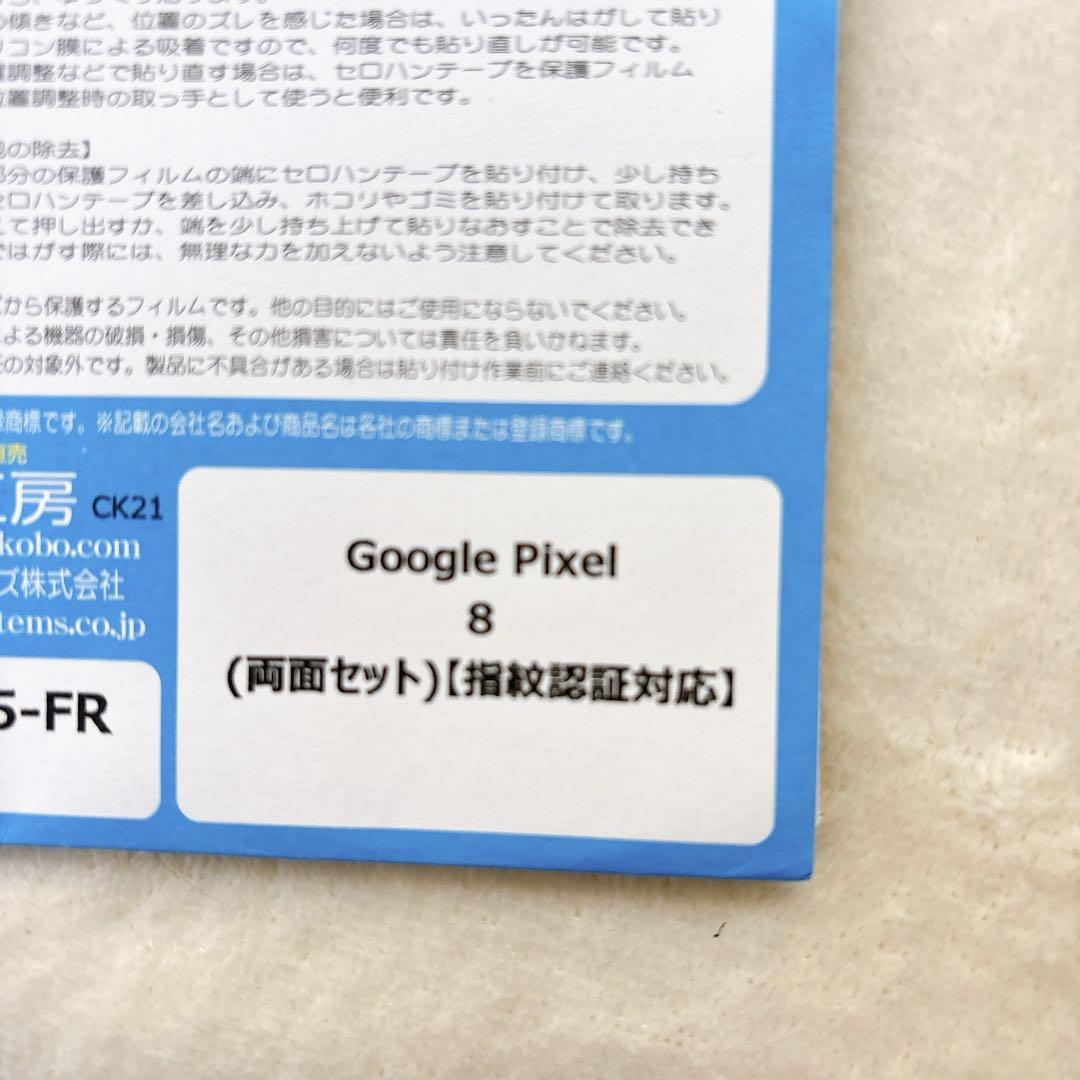 の傾きなど、位置のズレを感じた場合は、いったんはがして貼り
リコン膜による吸着ですので、何度でも貼り直しが可能です。
調整などで貼り直す場合は、セロハンテープを保護フィルム
位置調整時の取っ手として使うと便利です。
の除去】
部分の保護フィルムの端にセロハンテープを貼り付け、少し持ち
セロハンテープを差し込み、ホコリやゴミを貼り付けて取ります。
えて押し出すか、端を少し持ち上げて貼りなおすことで除去でき
ではがす際には、無理な力を加えないよう注意してください。
から保護するフィルムです。他の目的にはご使用にならないでください。
による機器の破損・損傷、その他損害については責任を負いかねます。
の対象外です。製品に不具合がある場合は貼り付け作業前にご連絡ください。
録商標です。※記載の会社名および商品名は各社の商標または登録商標です。
直売
工房 CK21
kobo.com
ズ株式会社
tems.co.jp
5-FR
Google Pixel
8
(両面セット)【指紋認証対応】